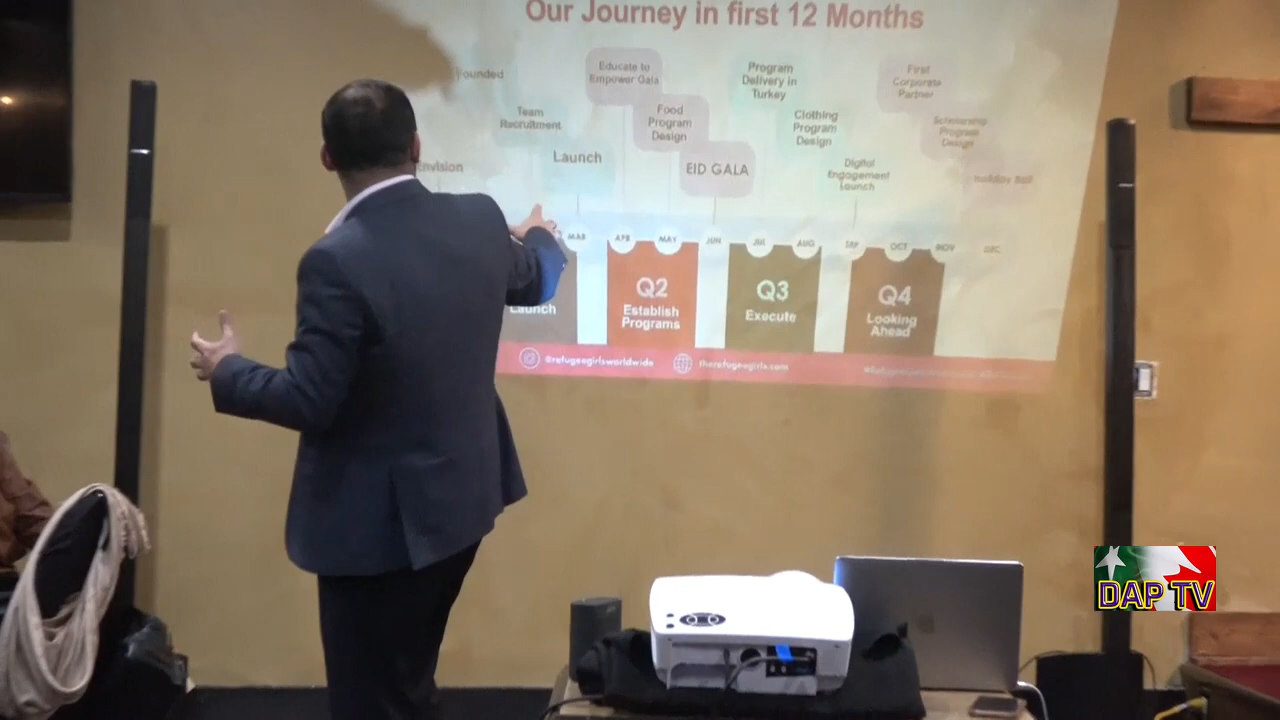 Our Journey in first 12 Months
Founded
Educate to
Empower Gala
Program
Delivery in
Turkey
First
Corporate
Partner
Team
Recruitment
Food
Program
Design
Clothing
Program
Design
Scholarship
Program
Design
Envision
Launch
EID GALA
Digital
Engagement
Launch
Holiday Ball
MAR
APR
MAY
JUN
JUL
AUG
SEP
OCT
NOV
DEC
Launch
Q2
Establish
Programs
Q3
Execute
Q4
Looking
Ahead
@refugeegirlsworldwide
therefugeegirls.com
DAP TV